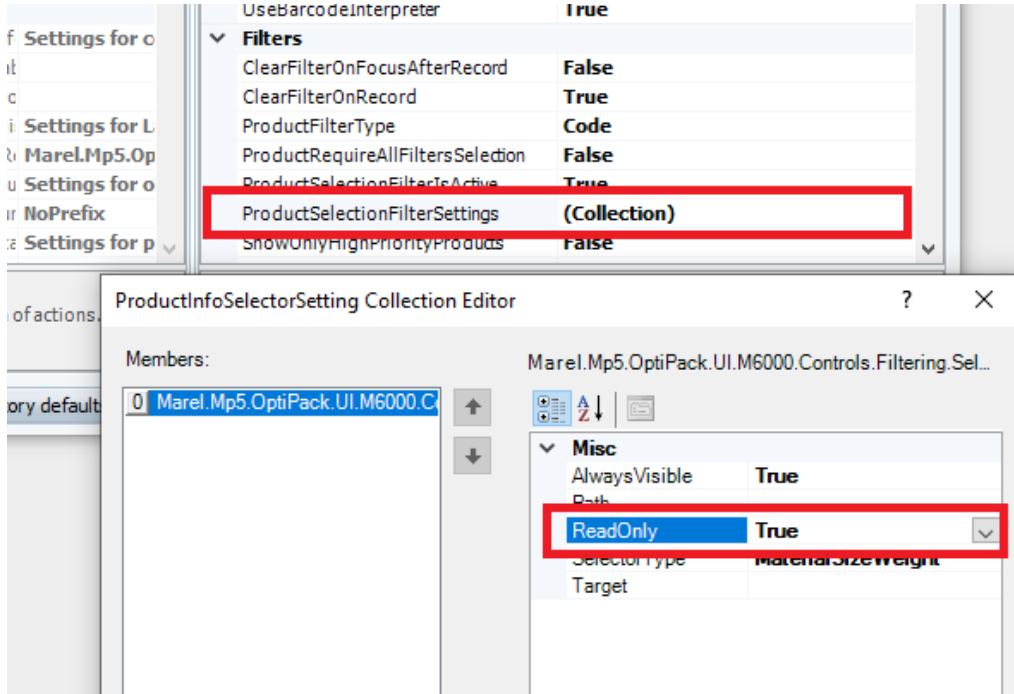 UseBarcodeInterpreter True
Settings for c
Filters
ClearFilterOnFocusAfterRecord False
ClearFilterOnRecord True
Settings for L
ProductFilterType Code
Marel.Mp5.Op
ProductRequireAllFiltersSelection False
Settings for o
ProductSelectionFilterIsActive True
NoPrefix
ProductSelectionFilterSettings (Collection)
Settings for p
ShowOnlyHighPriorityProducts False
of actions.
ProductInfoSelectorSetting Collection Editor ? ×
Members:
Marel.Mp5.OptiPack.UI.M6000.Controls.Filtering.Sel...
ory default
0 Marel.Mp5.OptiPack.UI.M6000.Co
Misc
AlwaysVisible True
Path
ReadOnly True
SelectorType MaterialSizeWeight
Target